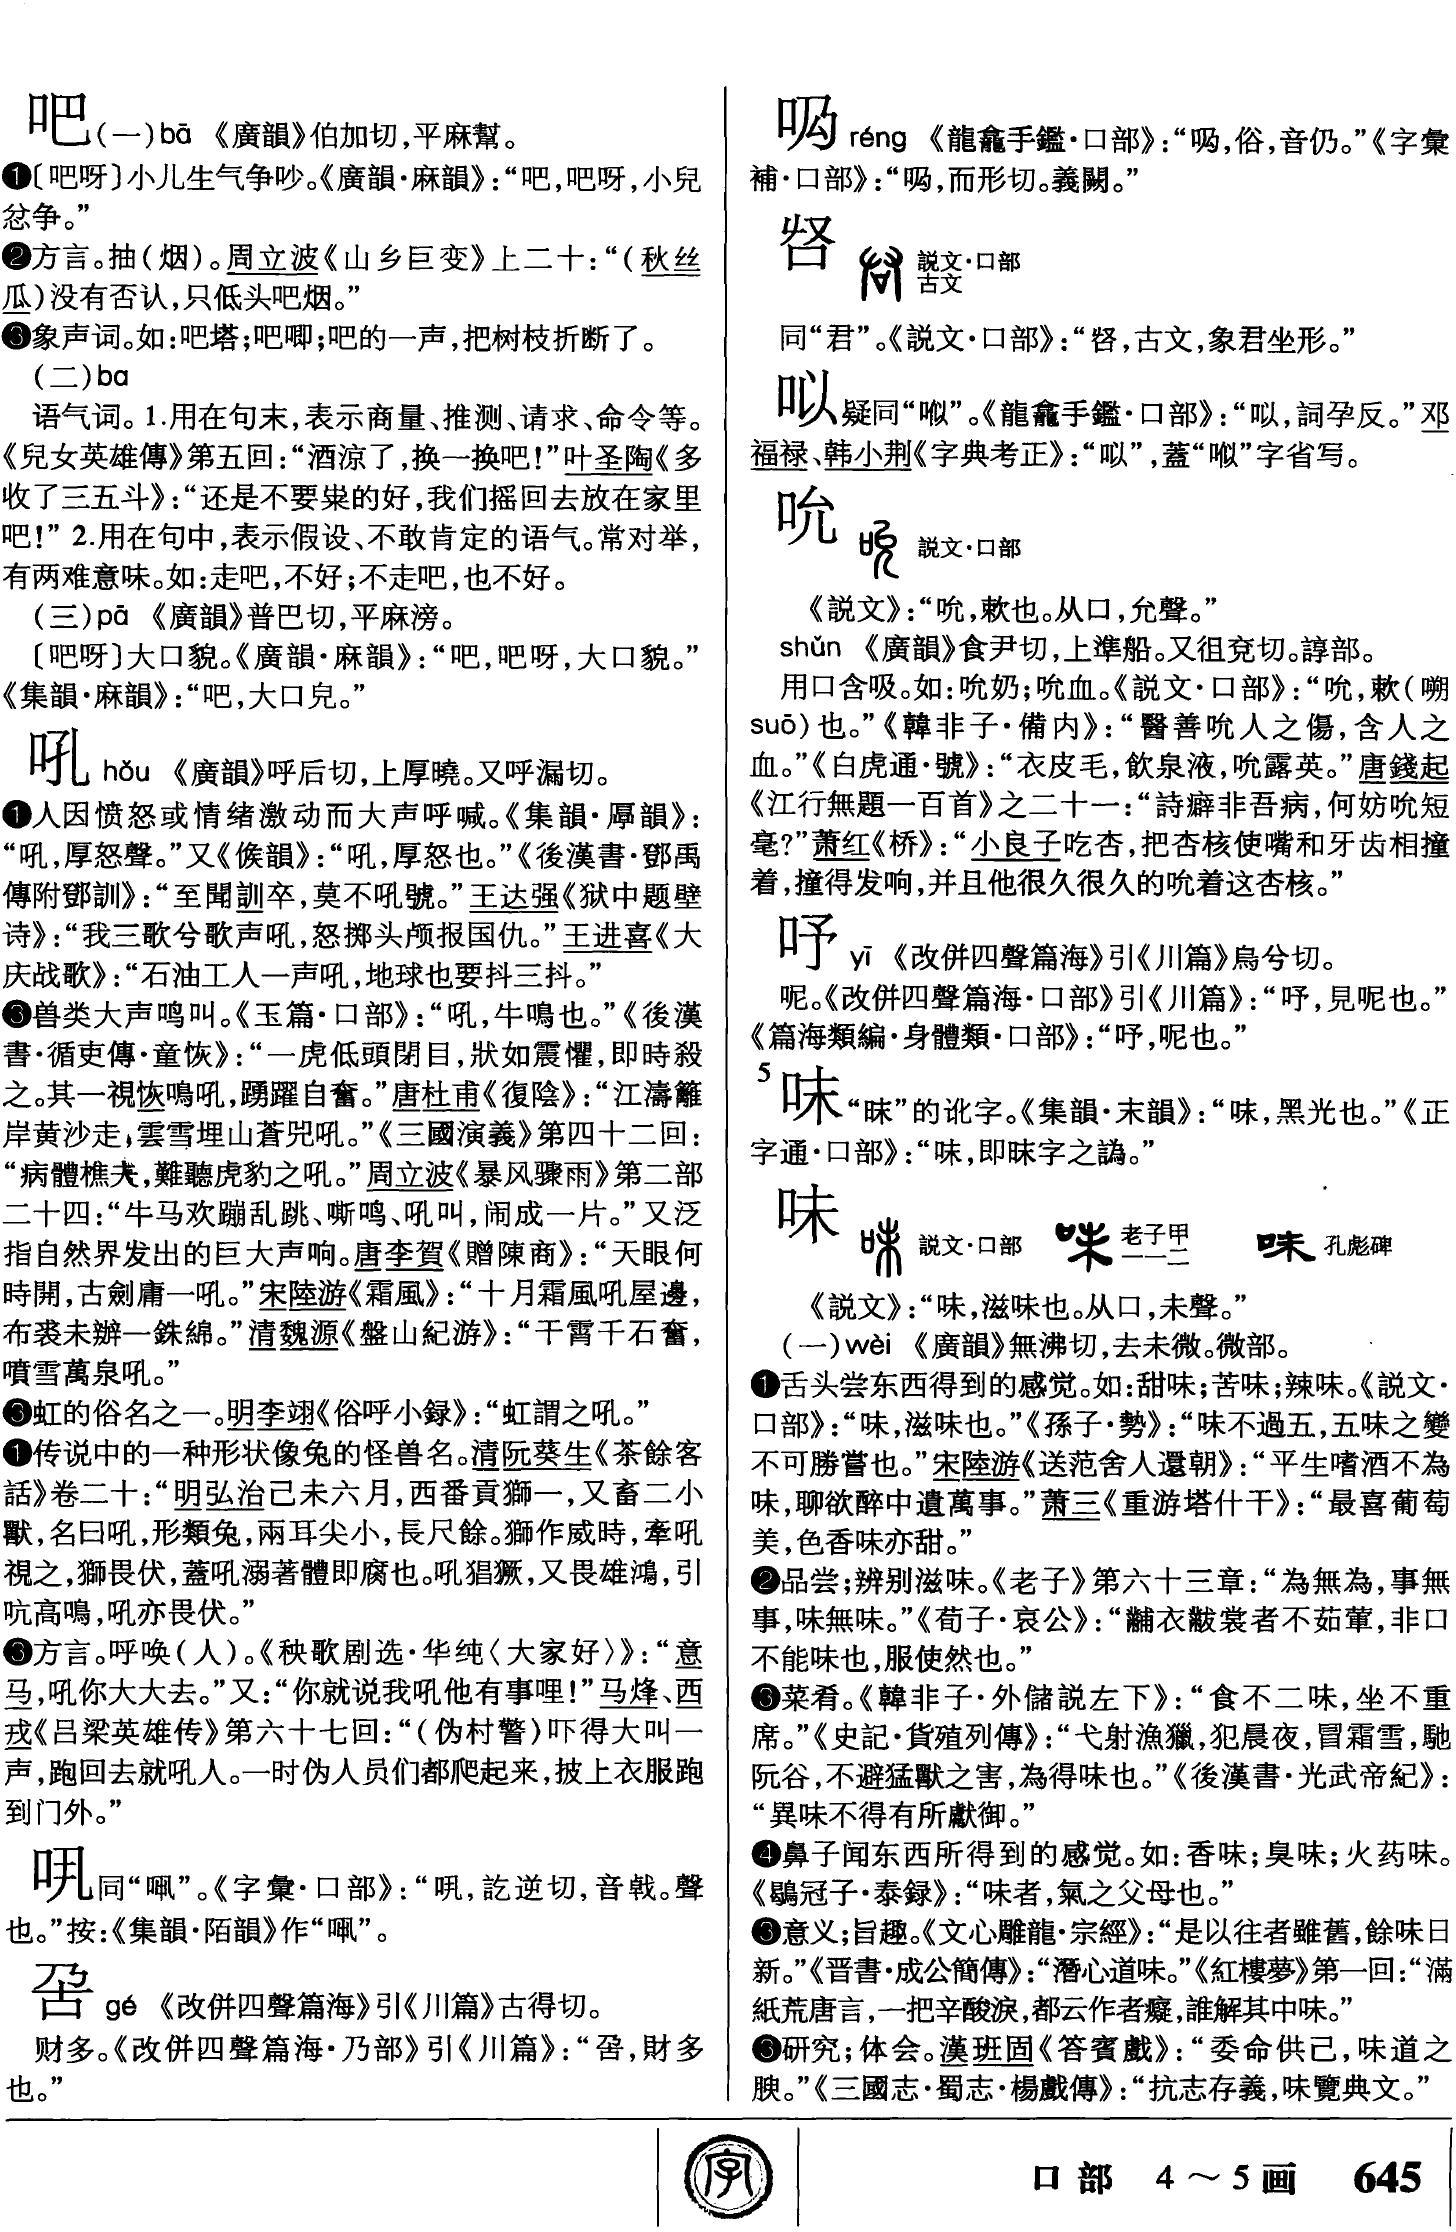 吧(一)bā 《廣韻》伯加切,平麻幫。
❶〔吧呀〕小儿生气争吵。《廣韻·麻韻》:“吧,吧呀,小兒
忿争。”
❷方言。抽(烟)。周立波《山乡巨变》上二十:“(秋丝
瓜)没有否认,只低头吧烟。”
❸象声词。如:吧塔;吧唧;吧的一声,把树枝折断了。
(二)ba
语气词。1.用在句末,表示商量、推测、请求、命令等。
《兒女英雄傳》第五回:“酒涼了,换一换吧!”叶圣陶《多
收了三五斗》:“还是不要粜的好,我们摇回去放在家里
吧!”2.用在句中,表示假设、不敢肯定的语气。常对举,
有两难意味。如:走吧,不好;不走吧,也不好。
(三)pā 《廣韻》普巴切,平麻滂。
〔吧呀〕大口貌。《廣韻·麻韻》:“吧,吧呀,大口貌。”
《集韻·麻韻》:“吧,大口皃。”
吼 hǒu 《廣韻》呼后切,上厚曉。又呼漏切。
❶人因愤怒或情绪激动而大声呼喊。《集韻·厚韻》:
“吼,厚怒聲。”又《候韻》:“吼,厚怒也。”《後漢書·鄧禹
傳附鄧訓》:“至聞訓卒,莫不吼號。”王达强《狱中题壁
诗》:“我三歌兮歌声吼,怒掷头颅报国仇。”王进喜《大
庆战歌》:“石油工人一声吼,地球也要抖三抖。”
❷兽类大声鸣叫。《玉篇·口部》:“吼,牛鳴也。”《後漢
書·循吏傳·童恢》:“一虎低頭閉目,狀如震懼,即時殺
之。其一視恢鳴吼,踴躍自奮。”唐杜甫《復陰》:“江濤簸
岸黄沙走,雲雪埋山蒼兕吼。”《三國演義》第四十二回:
“病體樵夫,難聽虎豹之吼。”周立波《暴风骤雨》第二部
二十四:“牛马欢蹦乱跳、嘶鸣、吼叫,闹成一片。”又泛
指自然界发出的巨大声响。唐李賀《贈陳商》:“天眼何
時開,古劍庸一吼。”宋陸游《霜風》:“十月霜風吼屋邊,
布裘未辦一銖綿。”清魏源《盤山紀游》:“干霄千石奮,
噴雪萬泉吼。”
❸虹的俗名之一。明李翊《俗呼小録》:“虹謂之吼。”
❹传说中的一种形状像兔的怪兽名。清阮葵生《茶餘客
話》卷二十:“明弘治己未六月,西番貢獅一,又畜二小
獸,名曰吼,形類兔,兩耳尖小,長尺餘。獅作威時,牽吼
視之,獅畏伏,蓋吼溺著體即腐也。吼猖獗,又畏雄鴻,引
吭高鳴,吼亦畏伏。”
❺方言。呼唤(人)。《秧歌剧选·华纯〈大家好〉》:“意
马,吼你大大去。”又:“你就说我吼他有事哩!”马烽、西
戎《吕梁英雄传》第六十七回:“(伪村警)吓得大叫一
声,跑回去就吼人。一时伪人员们都爬起来,披上衣服跑
到门外。”
同“㖸”。《字彙·口部》:“訖逆切,音戟。聲
也。”按:《集韻·陌韻》作“㖸”。
gé 《改併四聲篇海》引《川篇》古得切。
财多。《改併四聲篇海·乃部》引《川篇》:“財多
也。”
réng 《龍龕手鑑·口部》:“俗,音仍。”《字彙
補·口部》:“而形切。義闕。”
説文·口部
古文
同“君”。《説文·口部》:“古文,象君坐形。”
㕽疑同“㘈”。《龍龕手鑑·口部》:“詞孕反。”邓
福禄、韩小荆《字典考正》:“蓋字省写。
吮 説文·口部
《説文》:“吮,欶也。从口,允聲。”
shǔn 《廣韻》食尹切,上準船。又徂兗切。諄部。
用口含吸。如:吮奶;吮血。《説文·口部》:“吮,欶(嗍
suō)也。”《韓非子·備内》:“醫善吮人之傷,含人之
血。”《白虎通·號》:“衣皮毛,飲泉液,吮露英。”唐錢起
《江行無題一百首》之二十一:“詩癖非吾病,何妨吮短
毫?”萧红《桥》:“小良子吃杏,把杏核使嘴和牙齿相撞
着,撞得发响,并且他很久很久的吮着这杏核。”
yī 《改併四聲篇海》引《川篇》烏兮切。
呢。《改併四聲篇海·口部》引《川篇》:“見呢也。”
《篇海類編·身體類·口部》:“呢也。”
5
㕲“眜”的讹字。《集韻·末韻》:“黑光也。”《正
字通·口部》:“即眜字之譌。”
味 説文·口部 老子甲一一二 孔彪碑
《説文》:“味,滋味也。从口,未聲。”
(一)wèi 《廣韻》無沸切,去未微。微部。
❶舌头尝东西得到的感觉。如:甜味;苦味;辣味。《説文·
口部》:“味,滋味也。”《孫子·勢》:“味不過五,五味之變
不可勝嘗也。”宋陸游《送范舍人還朝》:“平生嗜酒不為
味,聊欲醉中遺萬事。”萧三《重游塔什干》:“最喜葡萄
美,色香味亦甜。”
❷品尝;辨别滋味。《老子》第六十三章:“為無為,事無
事,味無味。”《荀子·哀公》:“黼衣黻裳者不茹葷,非口
不能味也,服使然也。”
❸菜肴。《韓非子·外儲説左下》:“食不二味,坐不重
席。”《史記·貨殖列傳》:“弋射漁獵,犯晨夜,冒霜雪,馳
阬谷,不避猛獸之害,為得味也。”《後漢書·光武帝紀》:
“異味不得有所獻御。”
❹鼻子闻东西所得到的感觉。如:香味;臭味;火药味。
《鶡冠子·泰録》:“味者,氣之父母也。”
❺意义;旨趣。《文心雕龍·宗經》:“是以往者雖舊,餘味日
新。”《晋書·成公簡傳》:“潛心道味。”《紅樓夢》第一回:“滿
紙荒唐言,一把辛酸淚,都云作者癡,誰解其中味。”
❻研究;体会。漢班固《答賓戲》:“委命供己,味道之
腴。”《三國志·蜀志·楊戲傳》:“抗志存義,味覽典文。”
字
口部 4～5画 645